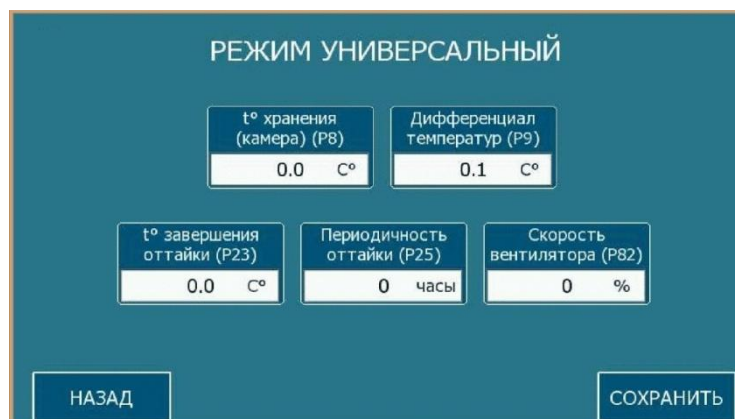 РЕЖИМ УНИВЕРСАЛЬНЫЙ
t° хранения
(камера) (P8)
0.0 C°
Дифференциал
температур (P9)
0.1 C°
t° завершения
оттайки (P23)
0.0 C°
Периодичность
оттайки (P25)
0 часы
Скорость
вентилятора (P82)
0 %
НАЗАД
СОХРАНИТЬ